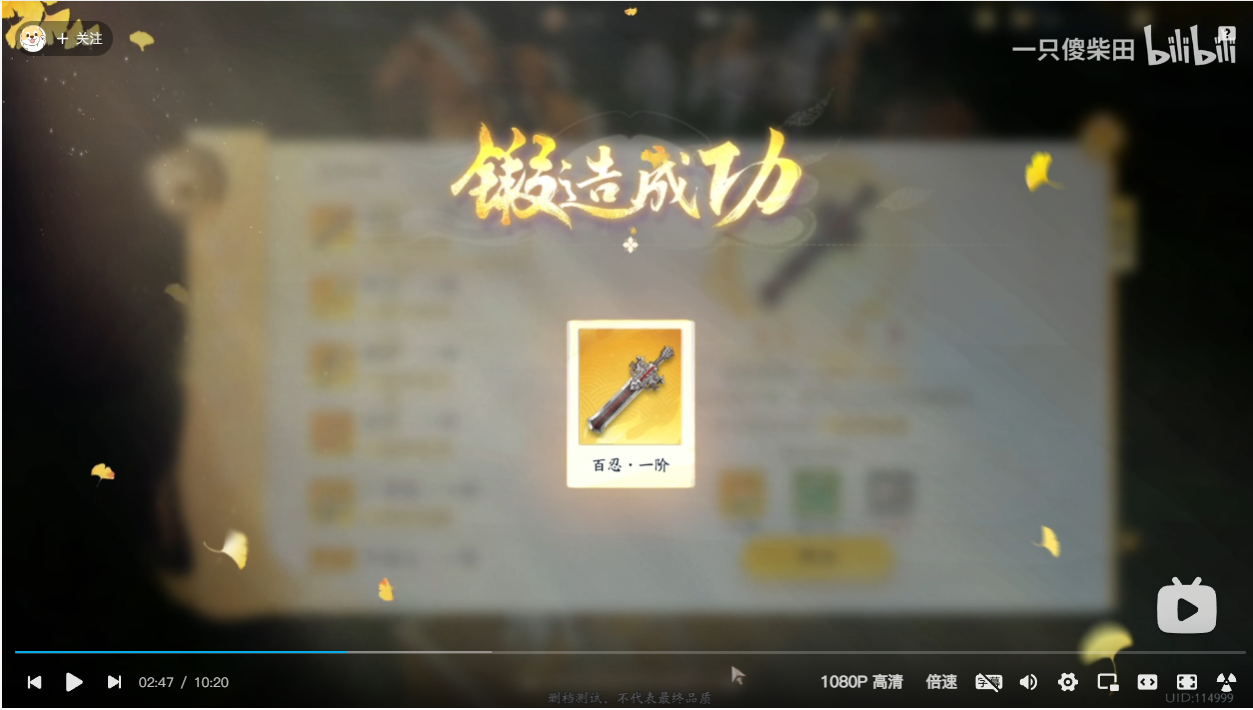 + 关注
一只傻柴田 bilibili
锻造成功
百忍·一阶
02:47 / 10:20
1080P 高清 倍速
删档测试，不代表最终品质
UID:114999